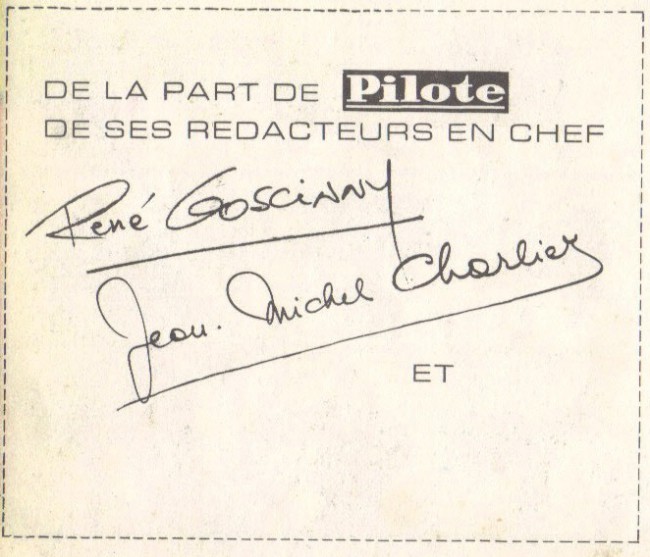 DE LA PART DE Pilote
DE SES REDACTEURS EN CHEF
René Goscinny
Jean-Michel Charlier
ET